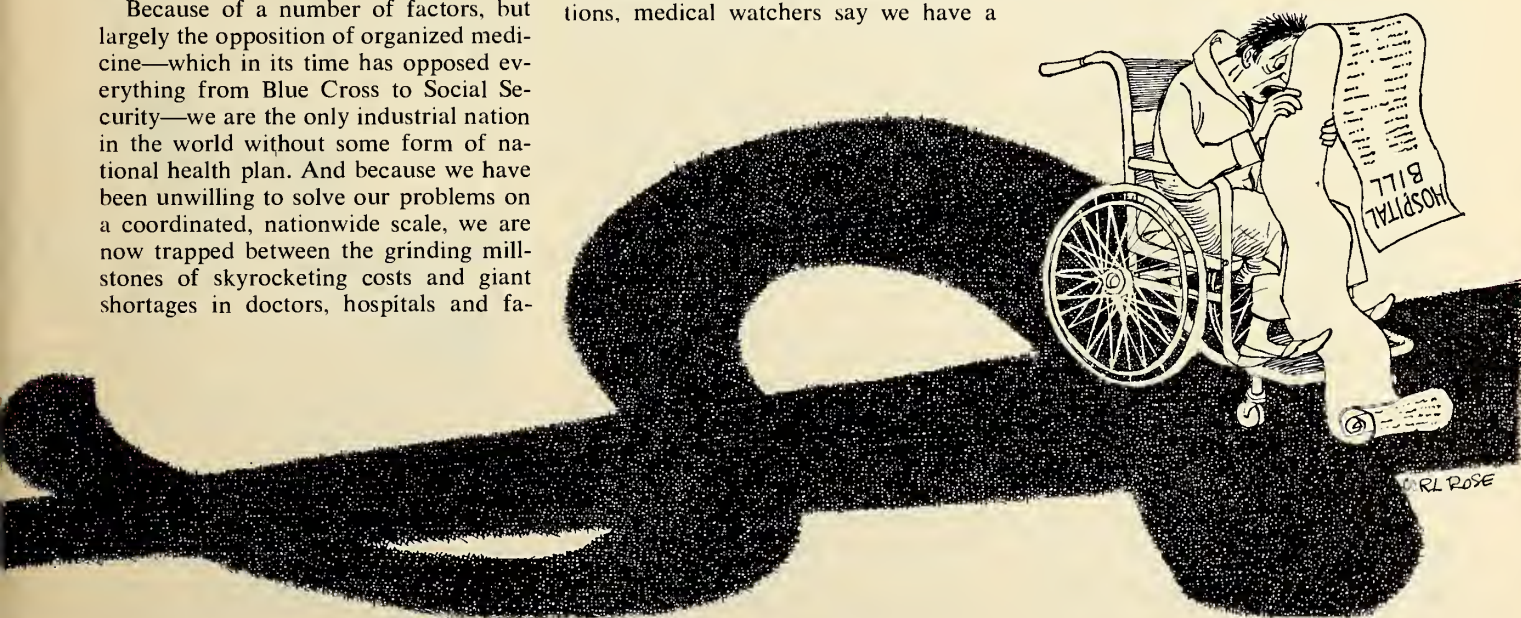 Because of a number of factors, but
largely the opposition of organized medi-
cine—which in its time has opposed ev-
erything from Blue Cross to Social Se-
curity—we are the only industrial nation
in the world without some form of na-
tional health plan. And because we have
been unwilling to solve our problems on
a coordinated, nationwide scale, we are
now trapped between the grinding mill-
stones of skyrocketing costs and giant
shortages in doctors, hospitals and fa-
tions, medical watchers say we have a
HOSPITAL
BILL
RL ROSE